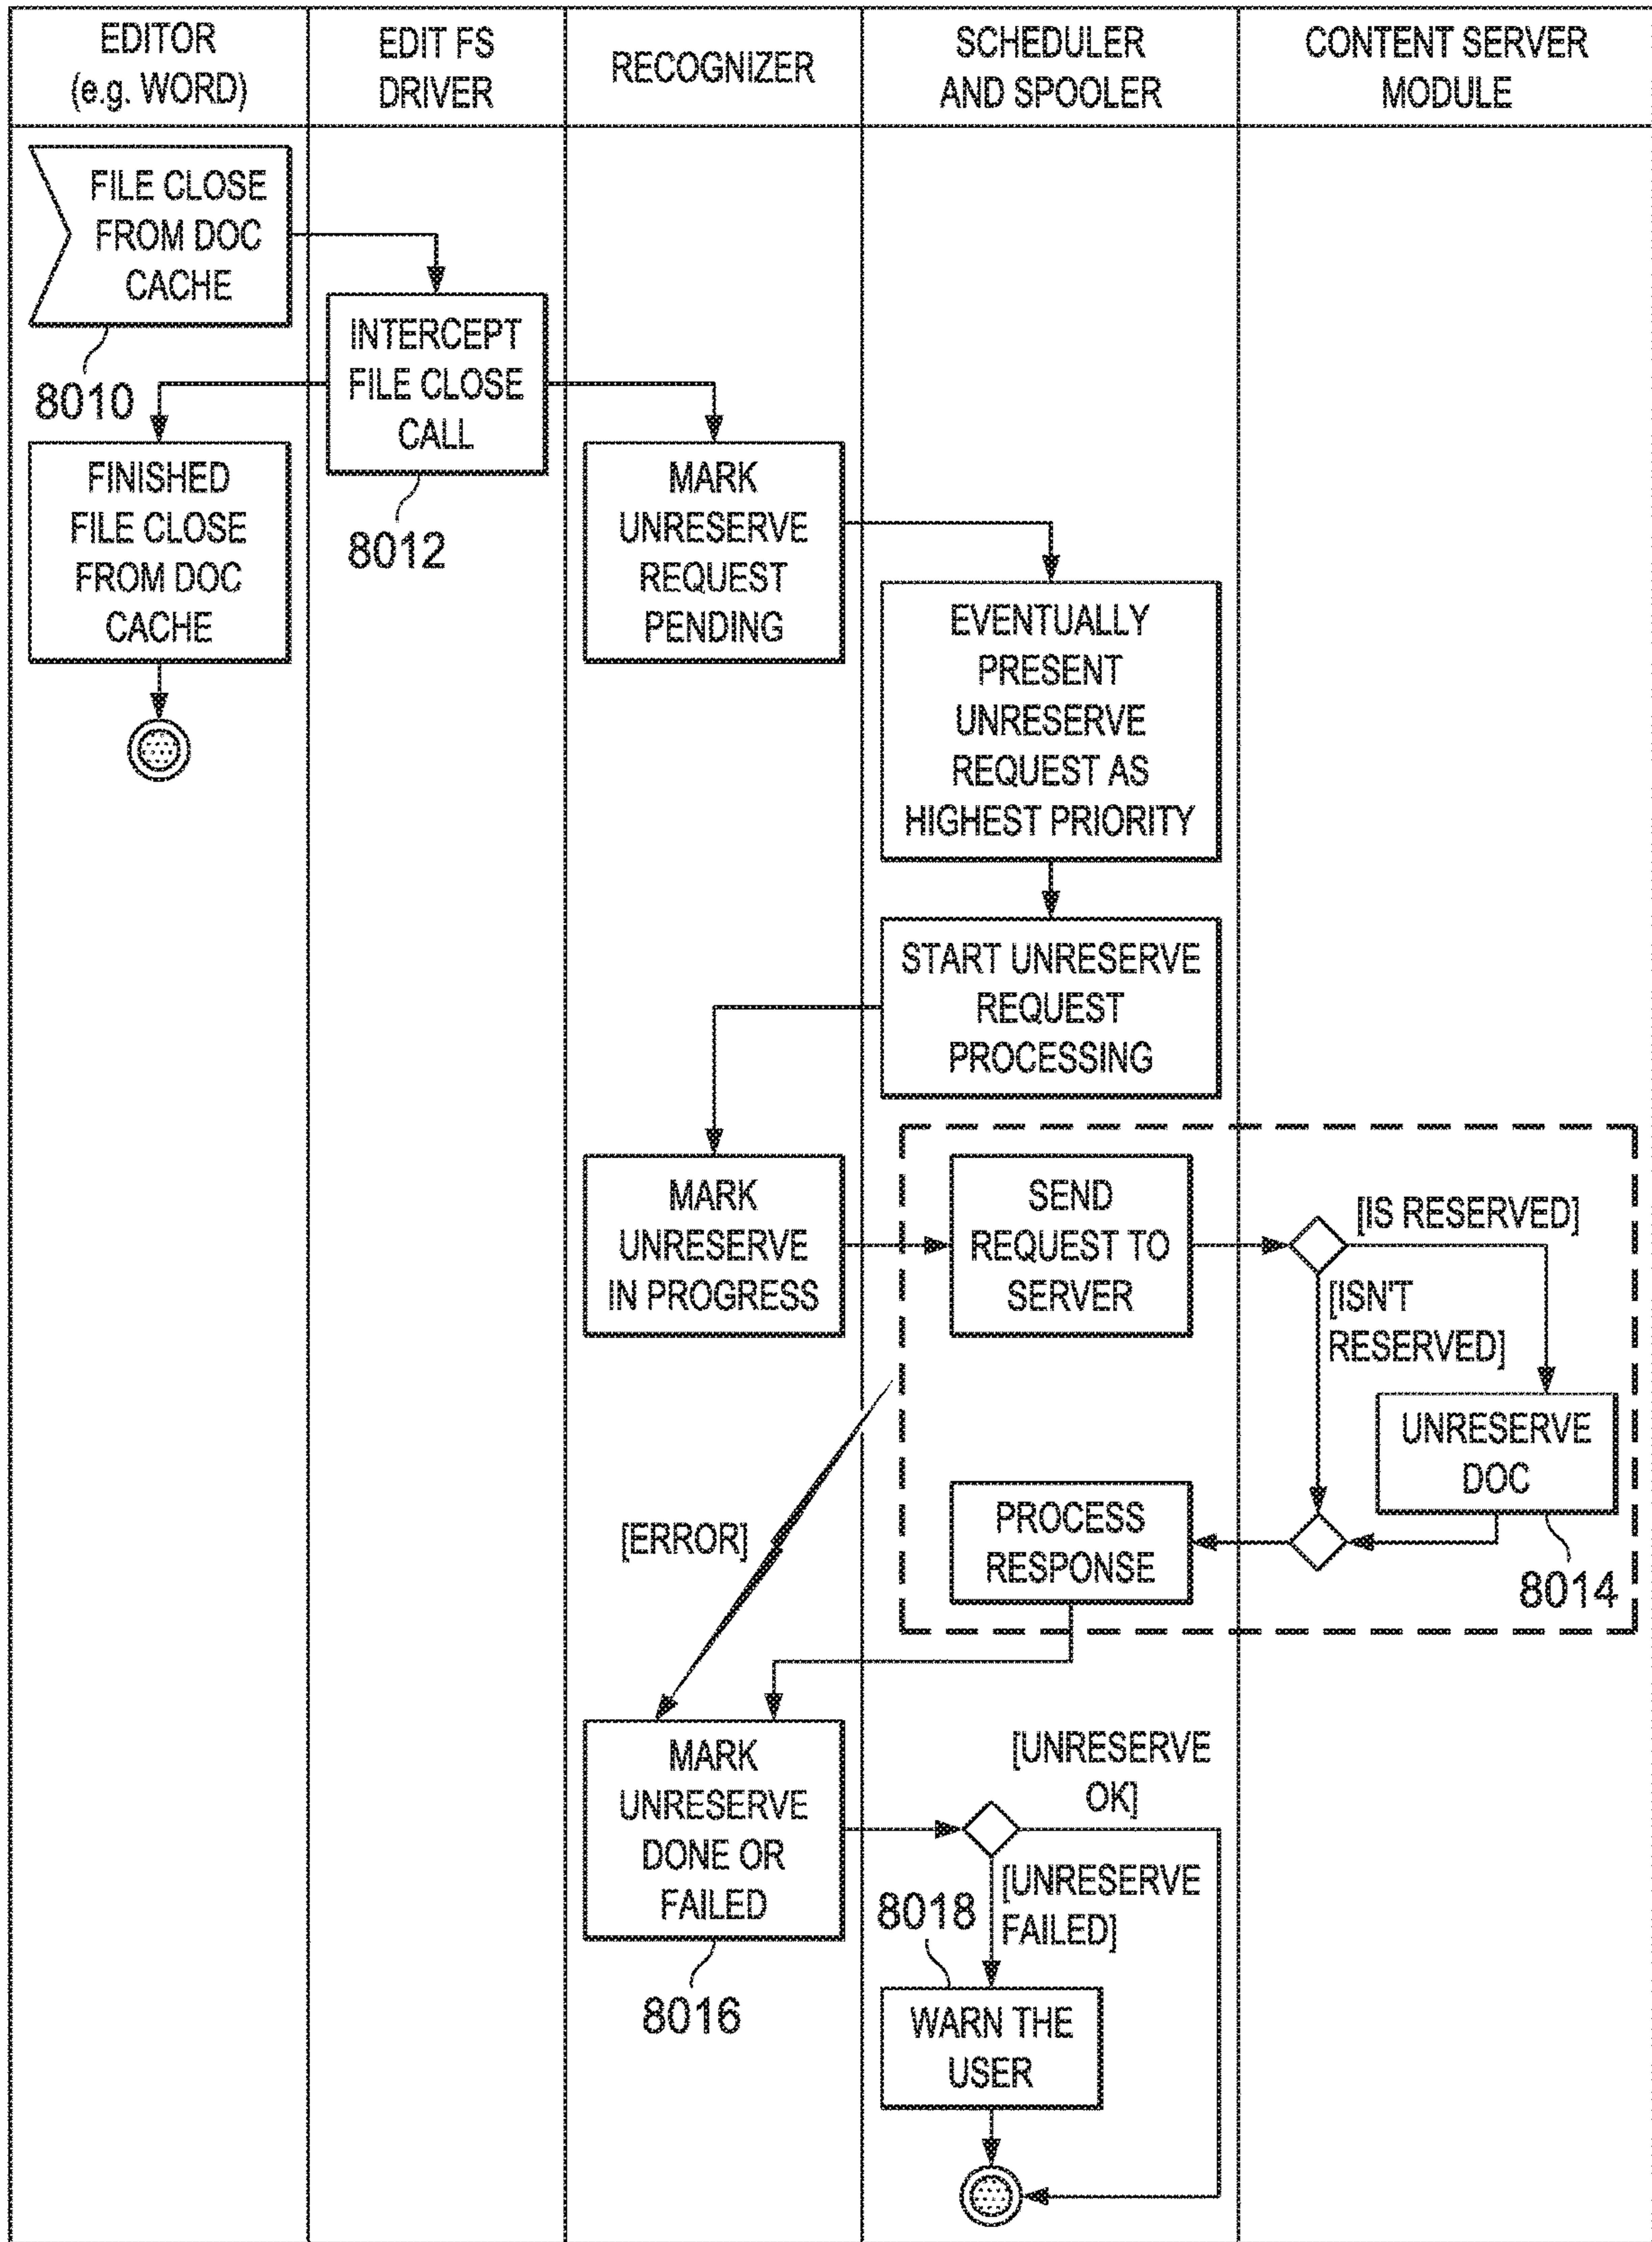 EDITOR
(e.g. WORD)
EDIT FS
DRIVER
RECOGNIZER
SCHEDULER
AND SPOOLER
CONTENT SERVER
MODULE
FILE CLOSE
FROM DOC
CACHE
8010
INTERCEPT
FILE CLOSE
CALL
8012
FINISHED
FILE CLOSE
FROM DOC
CACHE
MARK
UNRESERVE
REQUEST
PENDING
EVENTUALLY
PRESENT
UNRESERVE
REQUEST AS
HIGHEST PRIORITY
START UNRESERVE
REQUEST
PROCESSING
MARK
UNRESERVE
IN PROGRESS
SEND
REQUEST TO
SERVER
[IS RESERVED]
[ISN'T
RESERVED]
UNRESERVE
DOC
8014
PROCESS
RESPONSE
[ERROR]
MARK
UNRESERVE
DONE OR
FAILED
8016
[UNRESERVE
OK]
[UNRESERVE
FAILED]
8018
WARN THE
USER